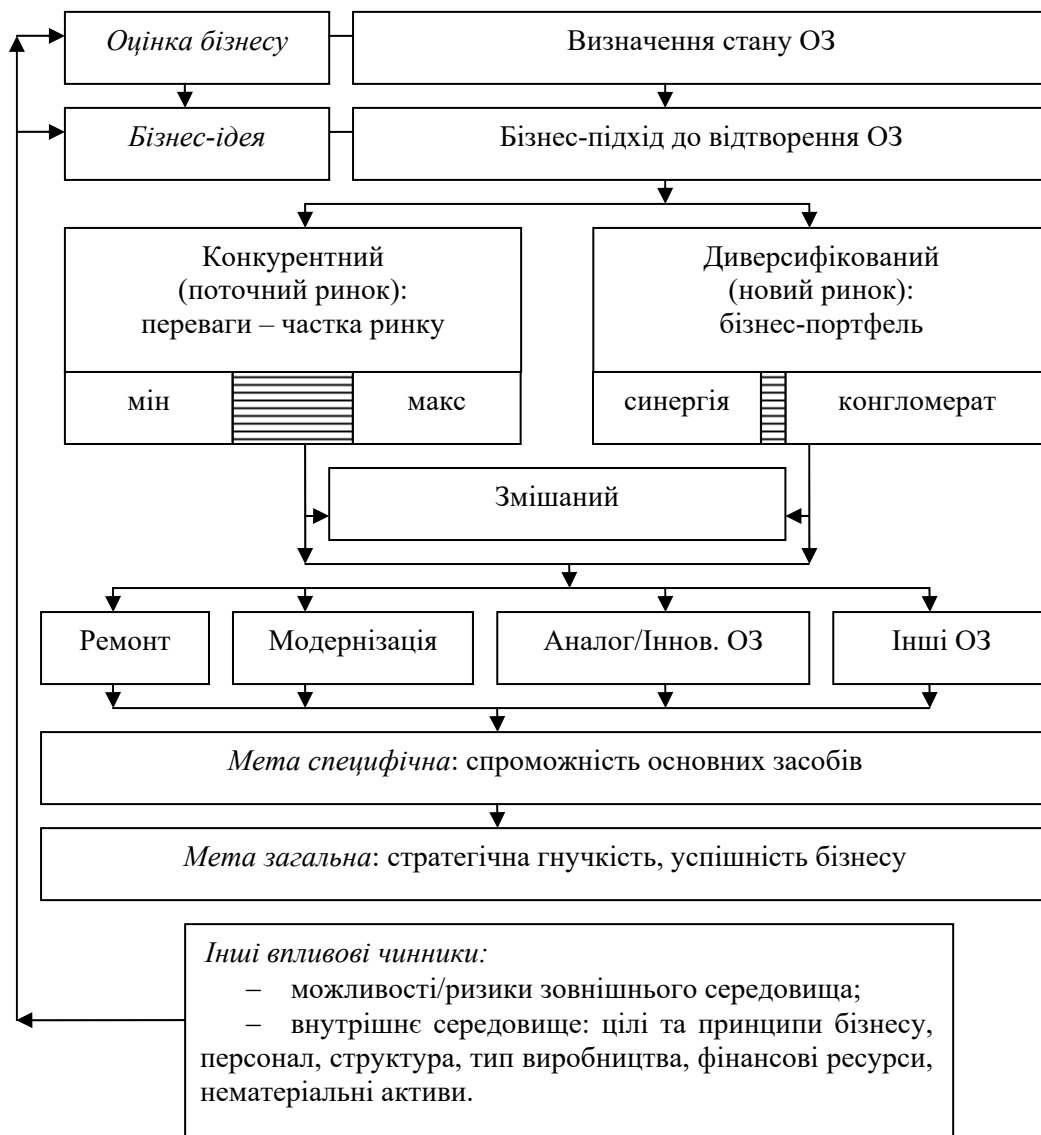 Оцінка бізнесу
Визначення стану ОЗ
Бізнес-ідея
Бізнес-підхід до відтворення ОЗ
Конкурентний
(поточний ринок):
переваги – частка ринку
Диверсифікований
(новий ринок):
бізнес-портфель
мін
макс
синергія
конгломерат
Змішаний
Ремонт
Модернізація
Аналог/Іннов. ОЗ
Інші ОЗ
Мета специфічна: спроможність основних засобів
Мета загальна: стратегічна гнучкість, успішність бізнесу
Інші впливові чинники:
– можливості/ризики зовнішнього середовища;
– внутрішнє середовище: цілі та принципи бізнесу,
персонал, структура, тип виробництва, фінансові ресурси,
нематеріальні активи.